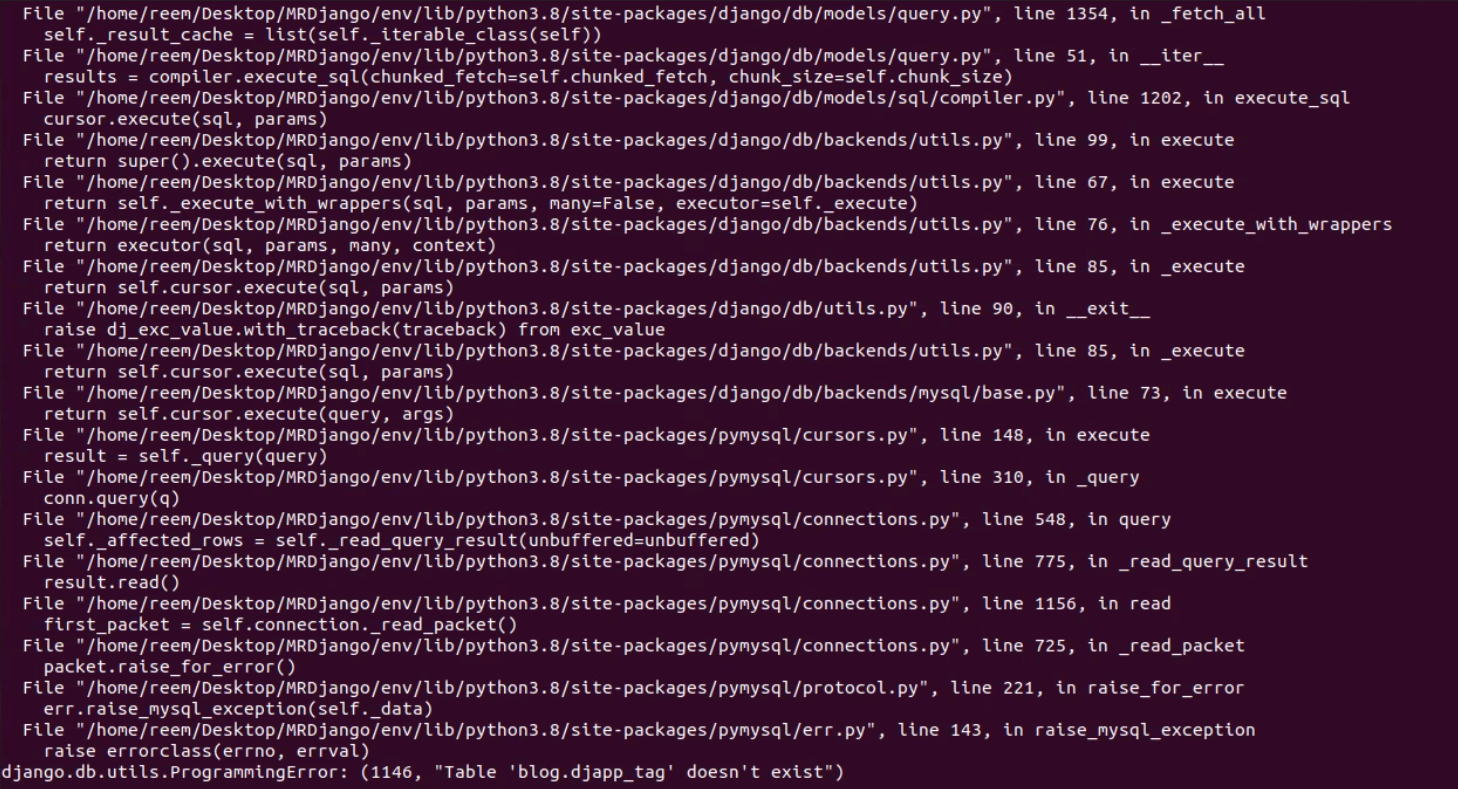 File "/home/reem/Desktop/MRDjango/env/lib/python3.8/site-packages/django/db/models/query.py", line 1354, in _fetch_all
self._result_cache = list(self._iterable_class(self))
File "/home/reem/Desktop/MRDjango/env/lib/python3.8/site-packages/django/db/models/query.py", line 51, in __iter__
results = compiler.execute_sql(chunked_fetch=self.chunked_fetch, chunk_size=self.chunk_size)
File "/home/reem/Desktop/MRDjango/env/lib/python3.8/site-packages/django/db/models/sql/compiler.py", line 1202, in execute_sql
cursor.execute(sql, params)
File "/home/reem/Desktop/MRDjango/env/lib/python3.8/site-packages/django/db/backends/utils.py", line 99, in execute
return super().execute(sql, params)
File "/home/reem/Desktop/MRDjango/env/lib/python3.8/site-packages/django/db/backends/utils.py", line 67, in execute
return self._execute_with_wrappers(sql, params, many=False, executor=self._execute)
File "/home/reem/Desktop/MRDjango/env/lib/python3.8/site-packages/django/db/backends/utils.py", line 76, in _execute_with_wrappers
return executor(sql, params, many, context)
File "/home/reem/Desktop/MRDjango/env/lib/python3.8/site-packages/django/db/backends/utils.py", line 85, in _execute
return self.cursor.execute(sql, params)
File "/home/reem/Desktop/MRDjango/env/lib/python3.8/site-packages/django/db/utils.py", line 90, in __exit__
raise dj_exc_value.with_traceback(traceback) from exc_value
File "/home/reem/Desktop/MRDjango/env/lib/python3.8/site-packages/django/db/backends/utils.py", line 85, in _execute
return self.cursor.execute(sql, params)
File "/home/reem/Desktop/MRDjango/env/lib/python3.8/site-packages/django/db/backends/mysql/base.py", line 73, in execute
return self.cursor.execute(query, args)
File "/home/reem/Desktop/MRDjango/env/lib/python3.8/site-packages/pymysql/cursors.py", line 148, in execute
result = self._query(query)
File "/home/reem/Desktop/MRDjango/env/lib/python3.8/site-packages/pymysql/cursors.py", line 310, in _query
conn.query(q)
File "/home/reem/Desktop/MRDjango/env/lib/python3.8/site-packages/pymysql/connections.py", line 548, in query
self._affected_rows = self._read_query_result(unbuffered=unbuffered)
File "/home/reem/Desktop/MRDjango/env/lib/python3.8/site-packages/pymysql/connections.py", line 775, in _read_query_result
result.read()
File "/home/reem/Desktop/MRDjango/env/lib/python3.8/site-packages/pymysql/connections.py", line 1156, in read
first_packet = self.connection._read_packet()
File "/home/reem/Desktop/MRDjango/env/lib/python3.8/site-packages/pymysql/connections.py", line 725, in _read_packet
packet.raise_for_error()
File "/home/reem/Desktop/MRDjango/env/lib/python3.8/site-packages/pymysql/protocol.py", line 221, in raise_for_error
err.raise_mysql_exception(self._data)
File "/home/reem/Desktop/MRDjango/env/lib/python3.8/site-packages/pymysql/err.py", line 143, in raise_mysql_exception
raise errorclass(errno, errval)
django.db.utils.ProgrammingError: (1146, "Table 'blog.djapp_tag' doesn't exist")